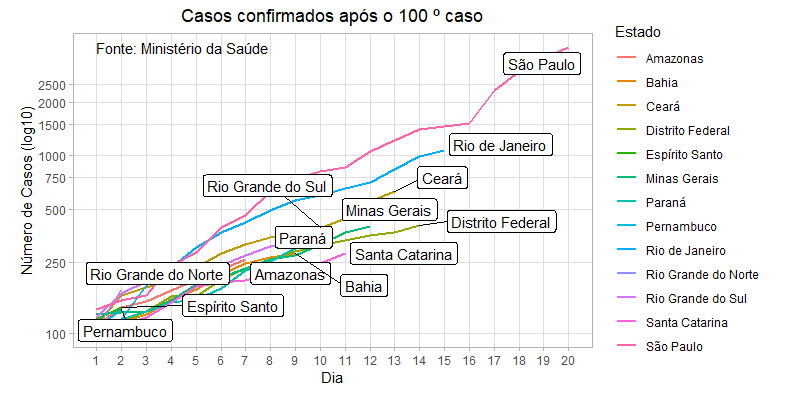 Casos confirmados após o 100 º caso
Fonte: Ministério da Saúde
Número de Casos (log10)
2500
2000
1500
1000
750
500
250
100
São Paulo
Rio de Janeiro
Ceará
Rio Grande do Sul
Minas Gerais
Distrito Federal
Paraná
Santa Catarina
Rio Grande do Norte
Amazonas
Bahia
Espírito Santo
Pernambuco
1 2 3 4 5 6 7 8 9 10 11 12 13 14 15 16 17 18 19 20
Dia
Estado
Amazonas
Bahia
Ceará
Distrito Federal
Espírito Santo
Minas Gerais
Paraná
Pernambuco
Rio de Janeiro
Rio Grande do Norte
Rio Grande do Sul
Santa Catarina
São Paulo